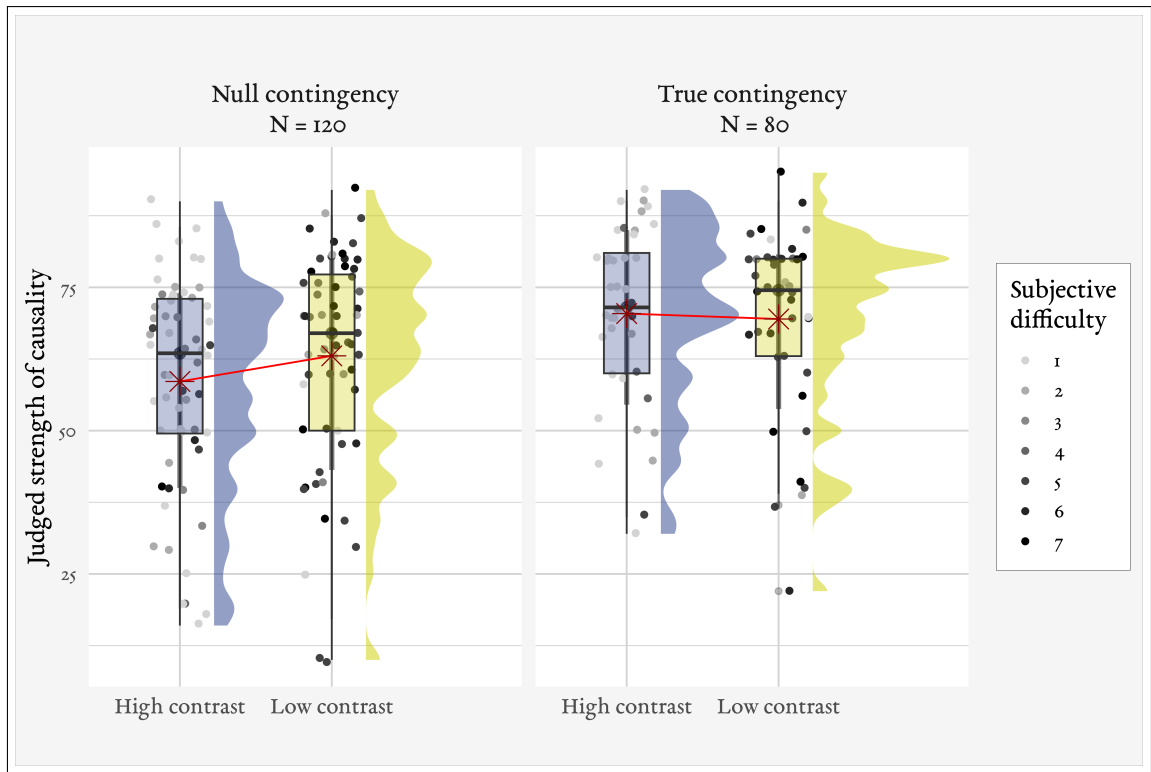 Null contingency
N = 120
True contingency
N = 80
Judged strength of causality
75
50
25
High contrast
Low contrast
High contrast
Low contrast
Subjective
difficulty
1
2
3
4
5
6
7